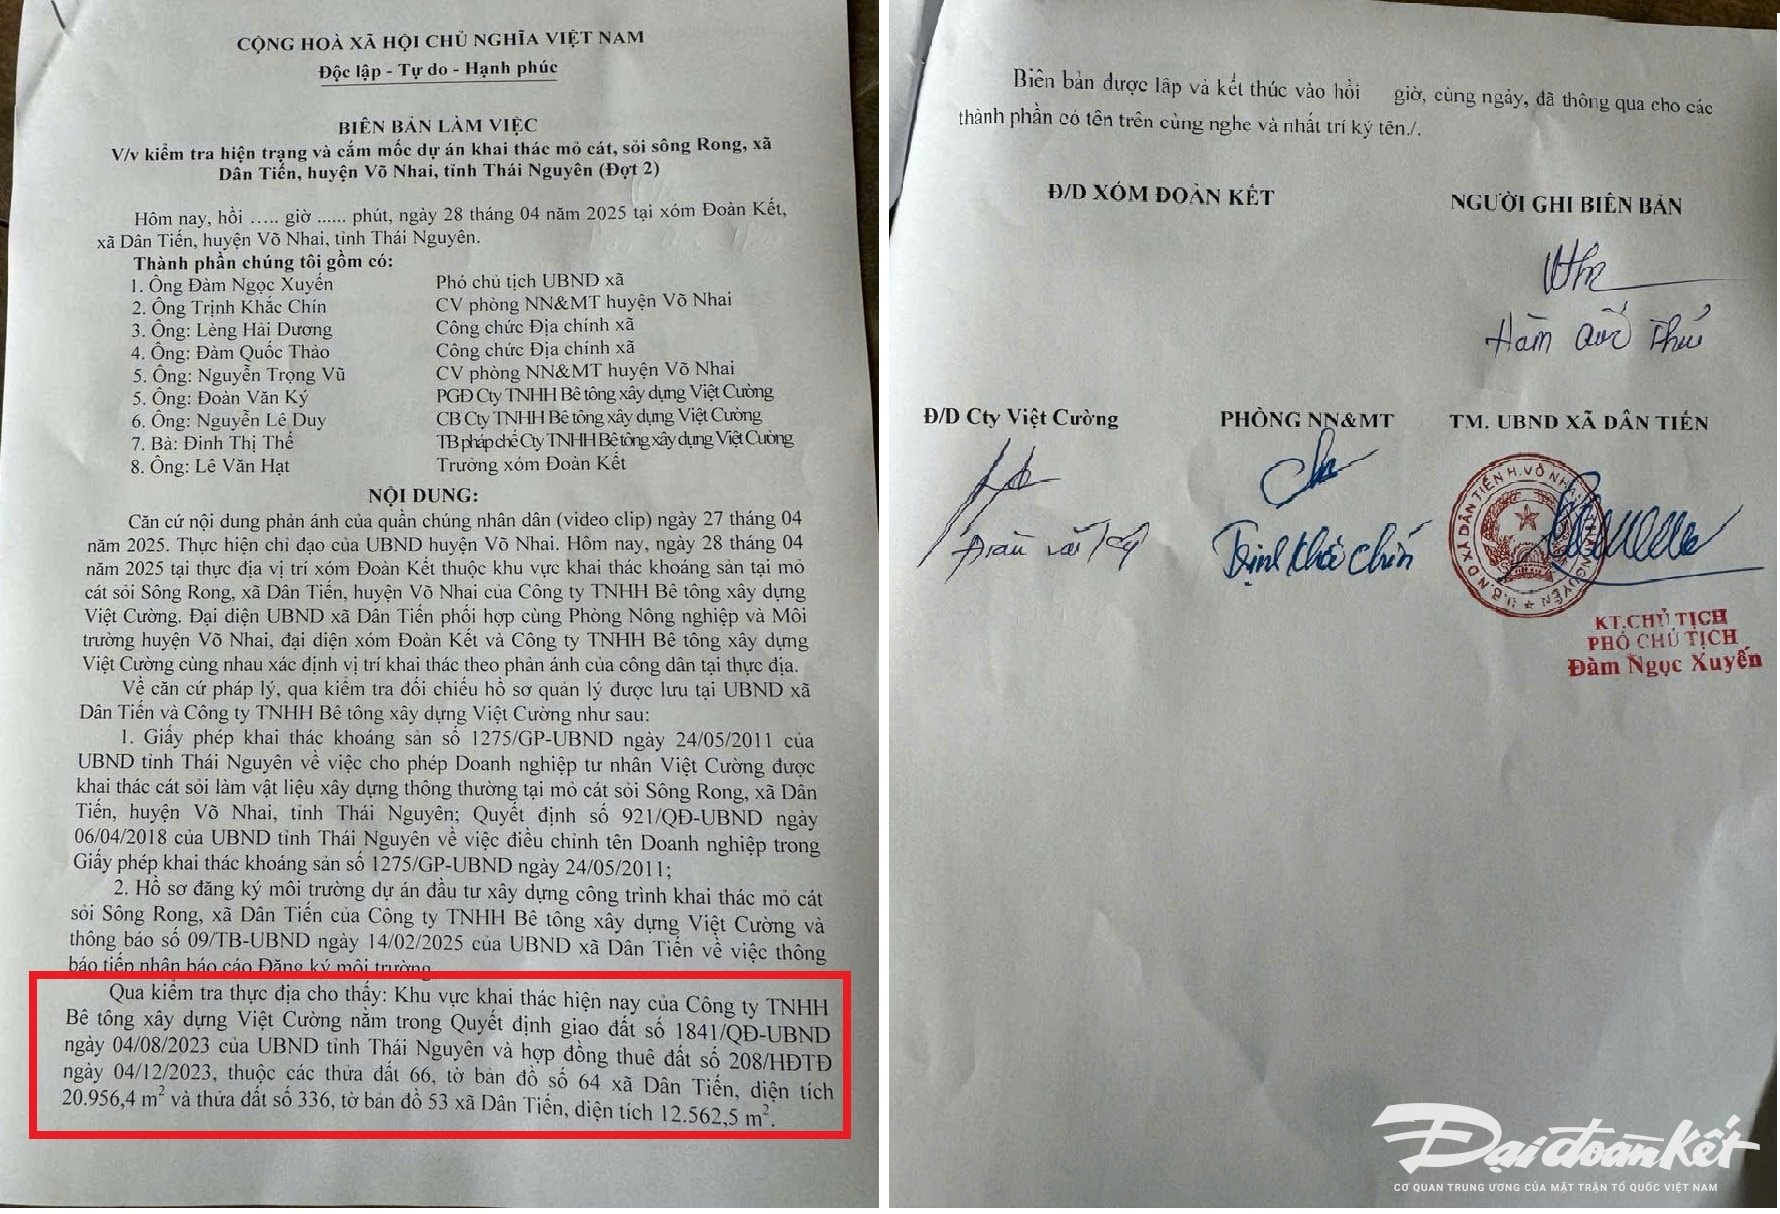 CỘNG HOÀ XÃ HỘI CHỦ NGHĨA VIỆT NAM
Độc lập - Tự do - Hạnh phúc
BIÊN BẢN LÀM VIỆC
V/v kiểm tra hiện trạng và cắm mốc dự án khai thác mỏ cát, sỏi sông Rong, xã
Dân Tiến, huyện Võ Nhai, tỉnh Thái Nguyên (Đợt 2)
Hôm nay, hồi ….. giờ ...... phút, ngày 28 tháng 04 năm 2025 tại xóm Đoàn Kết,
xã Dân Tiến, huyện Võ Nhai, tỉnh Thái Nguyên.
Thành phần chúng tôi gồm có:
1. Ông Đàm Ngọc Xuyến Phó chủ tịch UBND xã
2. Ông Trịnh Khắc Chín CV phòng NN&MT huyện Võ Nhai
3. Ông: Lèng Hải Dương Công chức Địa chính xã
4. Ông: Đàm Quốc Thảo Công chức Địa chính xã
5. Ông: Nguyễn Trọng Vũ CV phòng NN&MT huyện Võ Nhai
5. Ông: Đoàn Văn Ký PGĐ Cty TNHH Bê tông xây dựng Việt Cường
6. Ông: Nguyễn Lê Duy CB Cty TNHH Bê tông xây dựng Việt Cường
7. Bà: Đinh Thị Thế TB pháp chế Cty TNHH Bê tông xây dựng Việt Cường
8. Ông: Lê Văn Hạt Trưởng xóm Đoàn Kết
NỘI DUNG:
Căn cứ nội dung phản ánh của quần chúng nhân dân (video clip) ngày 27 tháng 04
năm 2025. Thực hiện chỉ đạo của UBND huyện Võ Nhai. Hôm nay, ngày 28 tháng 04
năm 2025 tại thực địa vị trí xóm Đoàn Kết thuộc khu vực khai thác khoáng sản tại mỏ
cát sỏi Sông Rong, xã Dân Tiến, huyện Võ Nhai của Công ty TNHH Bê tông xây dựng
Việt Cường. Đại diện UBND xã Dân Tiến phối hợp cùng Phòng Nông nghiệp và Môi
trường huyện Võ Nhai, đại diện xóm Đoàn Kết và Công ty TNHH Bê tông xây dựng
Việt Cường cùng nhau xác định vị trí khai thác theo phản ánh của công dân tại thực địa.
Về căn cứ pháp lý, qua kiểm tra đối chiếu hồ sơ quản lý được lưu tại UBND xã
Dân Tiến và Công ty TNHH Bê tông xây dựng Việt Cường như sau:
1. Giấy phép khai thác khoáng sản số 1275/GP-UBND ngày 24/05/2011 của
UBND tỉnh Thái Nguyên về việc cho phép Doanh nghiệp tư nhân Việt Cường được
khai thác cát sỏi làm vật liệu xây dựng thông thường tại mỏ cát sỏi Sông Rong, xã Dân
Tiến, huyện Võ Nhai, tỉnh Thái Nguyên; Quyết định số 921/QĐ-UBND ngày
06/04/2018 của UBND tỉnh Thái Nguyên về việc điều chỉnh tên Doanh nghiệp trong
Giấy phép khai thác khoáng sản số 1275/GP-UBND ngày 24/05/2011;
2. Hồ sơ đăng ký môi trường dự án đầu tư xây dựng công trình khai thác mỏ cát
sỏi Sông Rong, xã Dân Tiến của Công ty TNHH Bê tông xây dựng Việt Cường và
thông báo số 09/TB-UBND ngày 14/02/2025 của UBND xã Dân Tiến về việc thông
báo tiếp nhận báo cáo Đăng ký môi trường.
Qua kiểm tra thực địa cho thấy: Khu vực khai thác hiện nay của Công ty TNHH
Bê tông xây dựng Việt Cường nằm trong Quyết định giao đất số 1841/QĐ-UBND
ngày 04/08/2023 của UBND tỉnh Thái Nguyên và hợp đồng thuê đất số 208/HĐTĐ
ngày 04/12/2023, thuộc các thửa đất 66, tờ bản đồ số 64 xã Dân Tiến, diện tích
20.956,4 m² và thửa đất số 336, tờ bản đồ 53 xã Dân Tiến, diện tích 12.562,5 m².
Biên bản được lập và kết thúc vào hồi giờ, cùng ngày, đã thông qua cho các
thành phần có tên trên cùng nghe và nhất trí ký tên./.
Đ/D XÓM ĐOÀN KẾT NGƯỜI GHI BIÊN BẢN
Đ/D Cty Việt Cường PHÒNG NN&MT TM. UBND XÃ DÂN TIẾN
Trịnh Khắc Chín
KT.CHỦ TỊCH
PHÓ CHỦ TỊCH
Đàm Ngọc Xuyến
Đại đoàn kết
CƠ QUAN TRUNG ƯƠNG CỦA MẶT TRẬN TỔ QUỐC VIỆT NAM